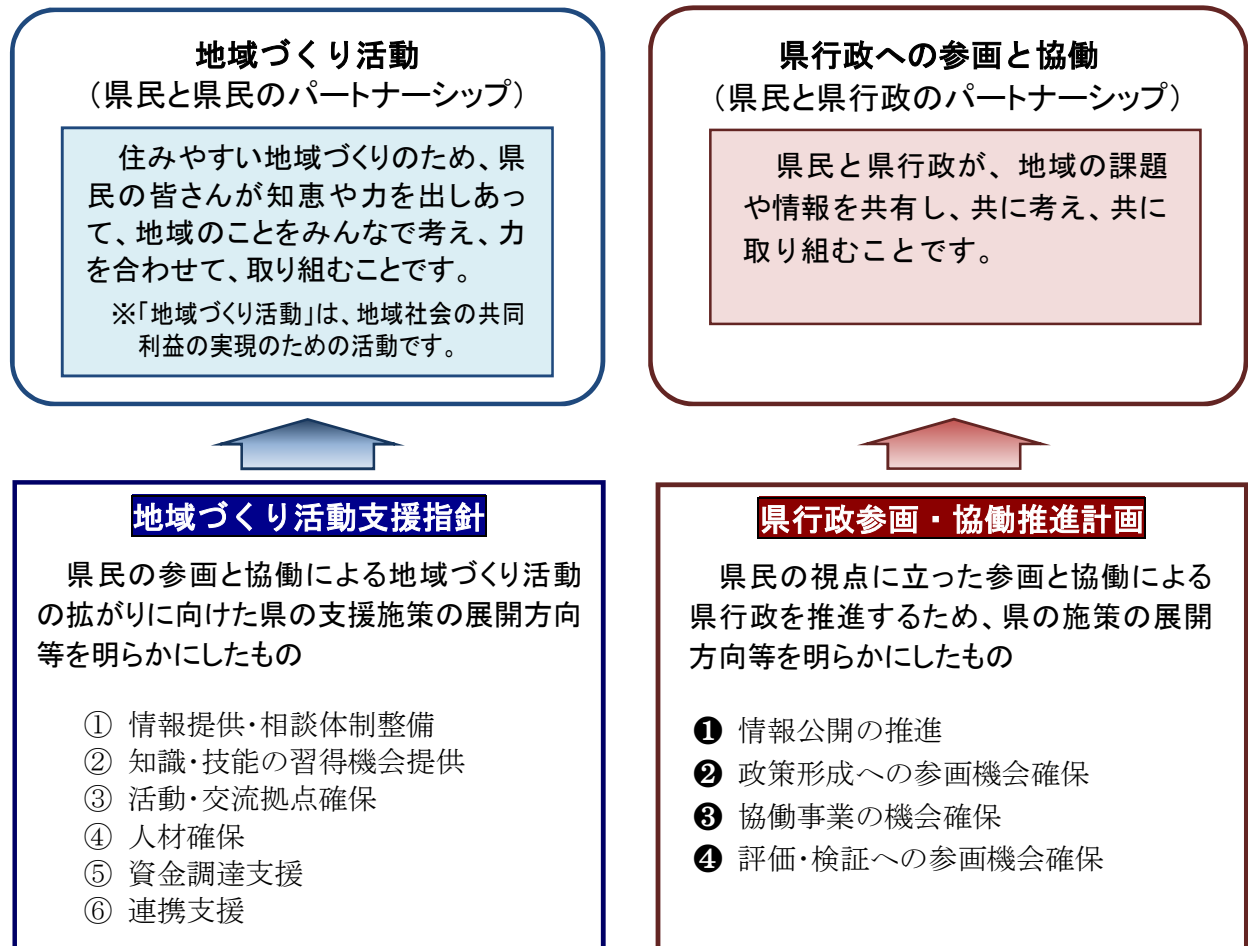 地域づくり活動
（県民と県民のパートナーシップ）
住みやすい地域づくりのため、県
民の皆さんが知恵や力を出しあっ
て、地域のことをみんなで考え、力
を合わせて、取り組むことです。
※「地域づくり活動」は、地域社会の共同
利益の実現のための活動です。
県行政への参画と協働
（県民と県行政のパートナーシップ）
県民と県行政が、地域の課題
や情報を共有し、共に考え、共に
取り組むことです。
地域づくり活動支援指針
県民の参画と協働による地域づくり活動
の拡がりに向けた県の支援施策の展開方向
等を明らかにしたもの
① 情報提供・相談体制整備
② 知識・技能の習得機会提供
③ 活動・交流拠点確保
④ 人材確保
⑤ 資金調達支援
⑥ 連携支援
県行政参画・協働推進計画
県民の視点に立った参画と協働による
県行政を推進するため、県の施策の展開
方向等を明らかにしたもの
❶ 情報公開の推進
❷ 政策形成への参画機会確保
❸ 協働事業の機会確保
❹ 評価・検証への参画機会確保